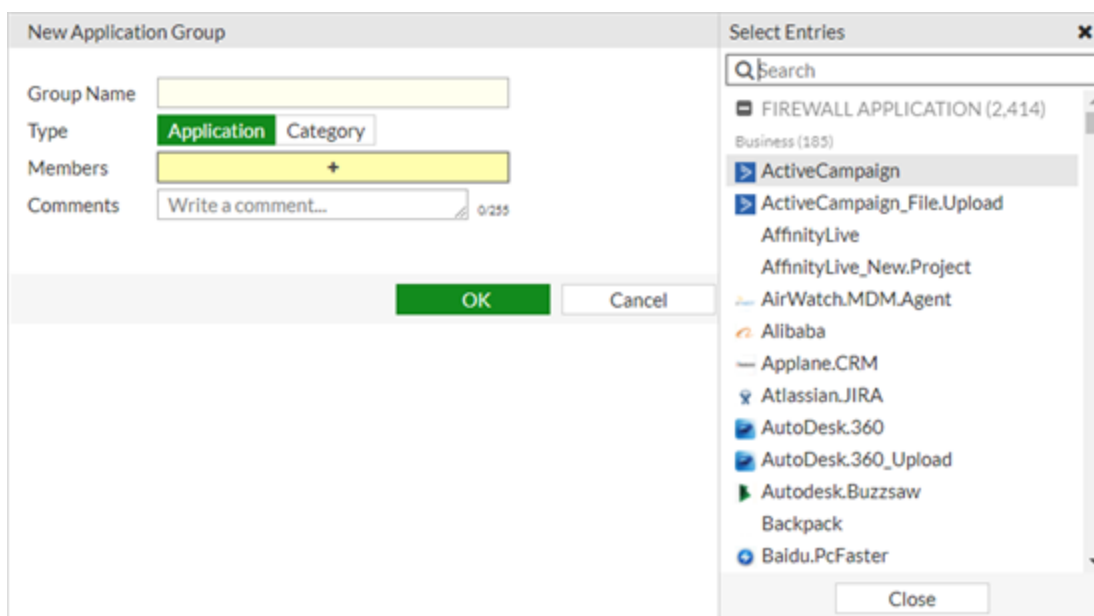 New Application Group
Group Name
Type
Application
Category
Members
+
Comments
Write a comment...
0/255
OK
Cancel
Select Entries
Search
FIREWALL APPLICATION (2,414)
Business (185)
ActiveCampaign
ActiveCampaign_File.Upload
AffinityLive
AffinityLive_New.Project
AirWatch.MDM.Agent
Alibaba
Applane.CRM
Atlassian.JIRA
AutoDesk.360
AutoDesk.360_Upload
Autodesk.Buzzsaw
Backpack
Baidu.PcFaster
Close